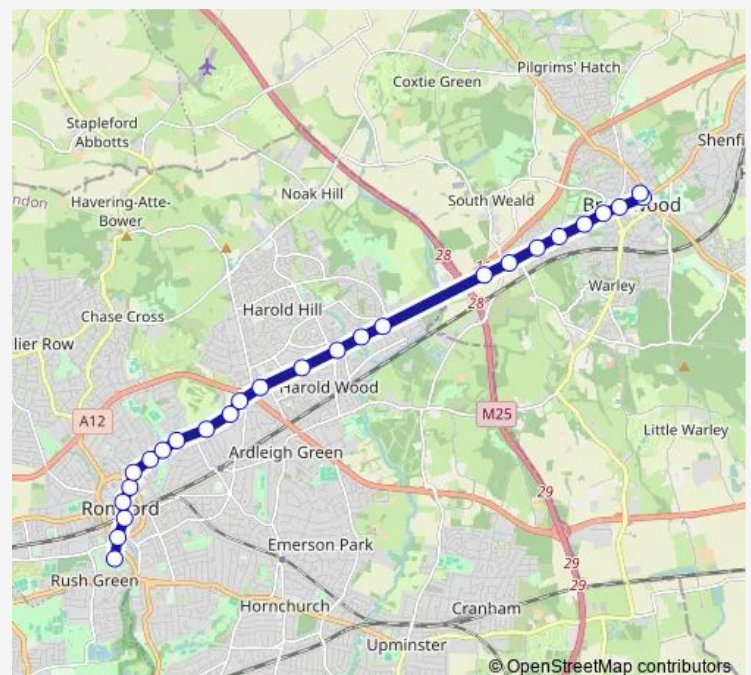 Coxtie Green
Pilgrims' Hatch
Stapleford
Abbotts
Shenfi
Noak Hill
South Weald
Havering-Atte-
Bower
28
28
Warley
Harold Hill
Chase Cross
lier Row
Harold Wood
A12
M25
Little Warley
Ardleigh Green
29
Emerson Park
29
29
Rush Green
Hornchurch
Cranham
Upminster
© OpenStreetMap contributors